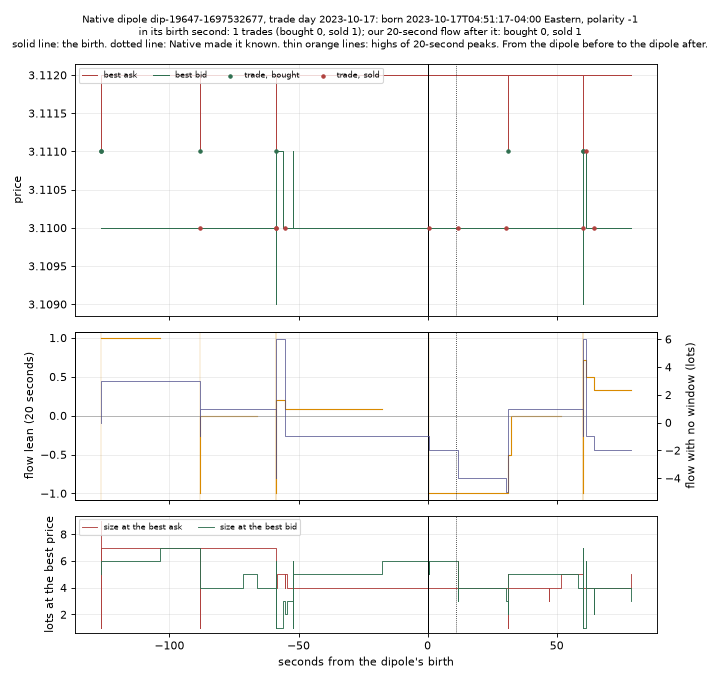 Native dipole dip-19647-1697532677, trade day 2023-10-17: born 2023-10-17T04:51:17-04:00 Eastern, polarity -1
in its birth second: 1 trades (bought 0, sold 1); our 20-second flow after it: bought 0, sold 1
solid line: the birth. dotted line: Native made it known. thin orange lines: highs of 20-second peaks. From the dipole before to the dipole after.
best ask best bid trade, bought trade, sold
3.1120
3.1115
3.1110
3.1105
3.1100
3.1095
3.1090
price
1.0
0.5
0.0
−0.5
−1.0
flow lean (20 seconds)
6
4
2
0
−2
−4
flow with no window (lots)
size at the best ask size at the best bid
8
6
4
2
lots at the best price
−100 −50 0 50
seconds from the dipole's birth